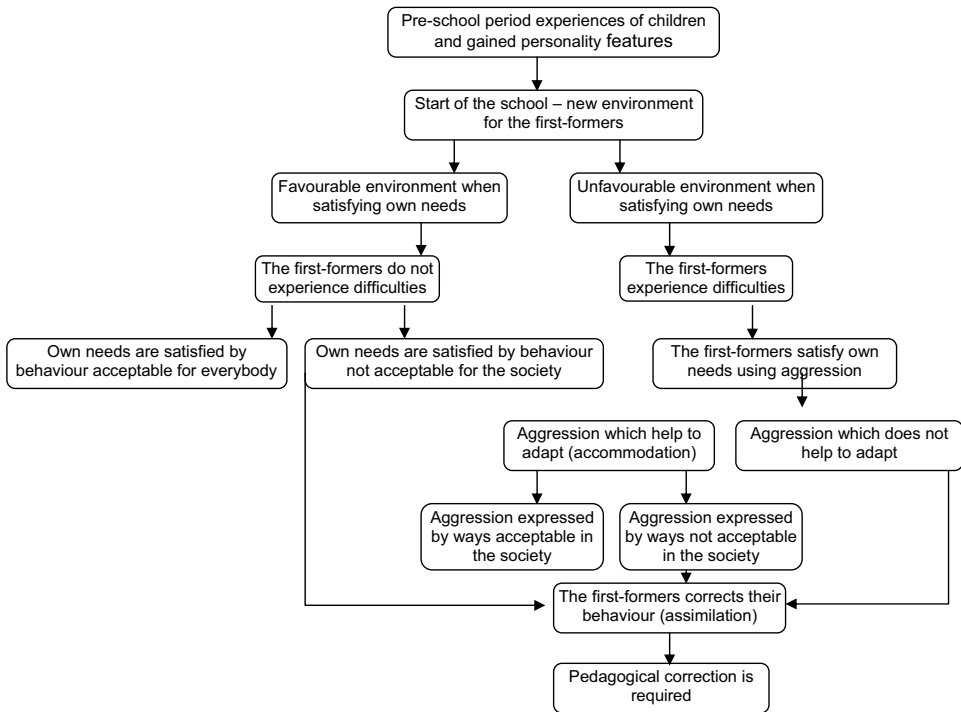 Pre-school period experiences of children
and gained personality features
Start of the school – new environment
for the first-formers
Favourable environment when
satisfying own needs
Unfavourable environment when
satisfying own needs
The first-formers do not
experience difficulties
The first-formers
experience difficulties
Own needs are satisfied by
behaviour acceptable for everybody
Own needs are satisfied by behaviour
not acceptable for the society
The first-formers satisfy own
needs using aggression
Aggression which help to
adapt (accommodation)
Aggression which does not
help to adapt
Aggression expressed
by ways acceptable in
the society
Aggression expressed
by ways not acceptable
in the society
The first-formers corrects their
behaviour (assimilation)
Pedagogical correction is
required